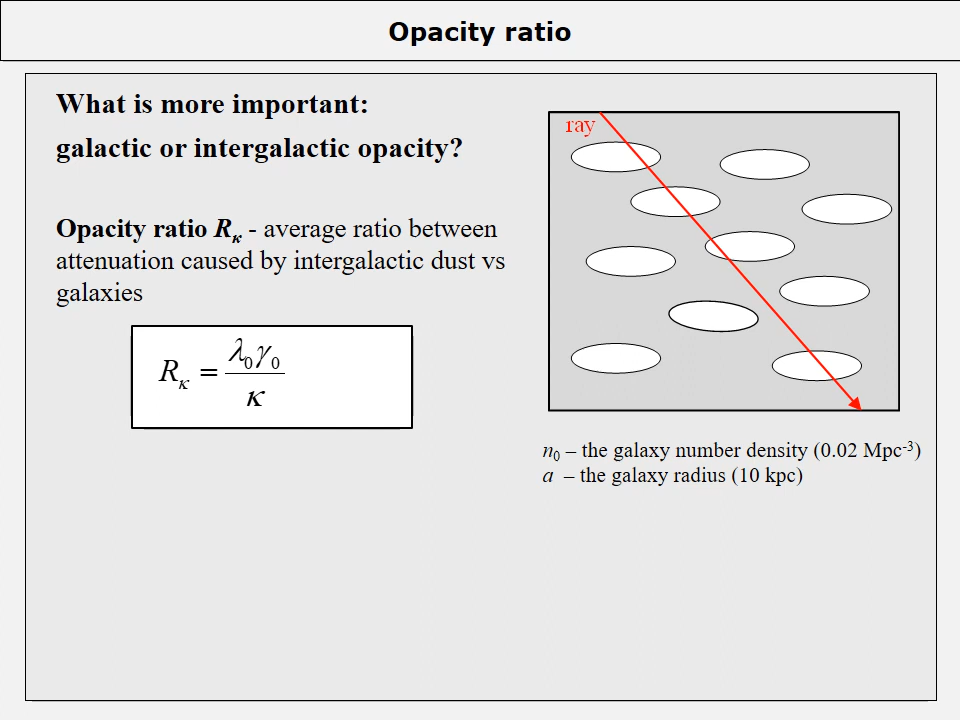 Opacity ratio
What is more important:
galactic or intergalactic opacity?
ray
Opacity ratio Rκ - average ratio between
attenuation caused by intergalactic dust vs
galaxies
Rκ = λ₀γ₀ / κ
n₀ – the galaxy number density (0.02 Mpc⁻³)
a – the galaxy radius (10 kpc)